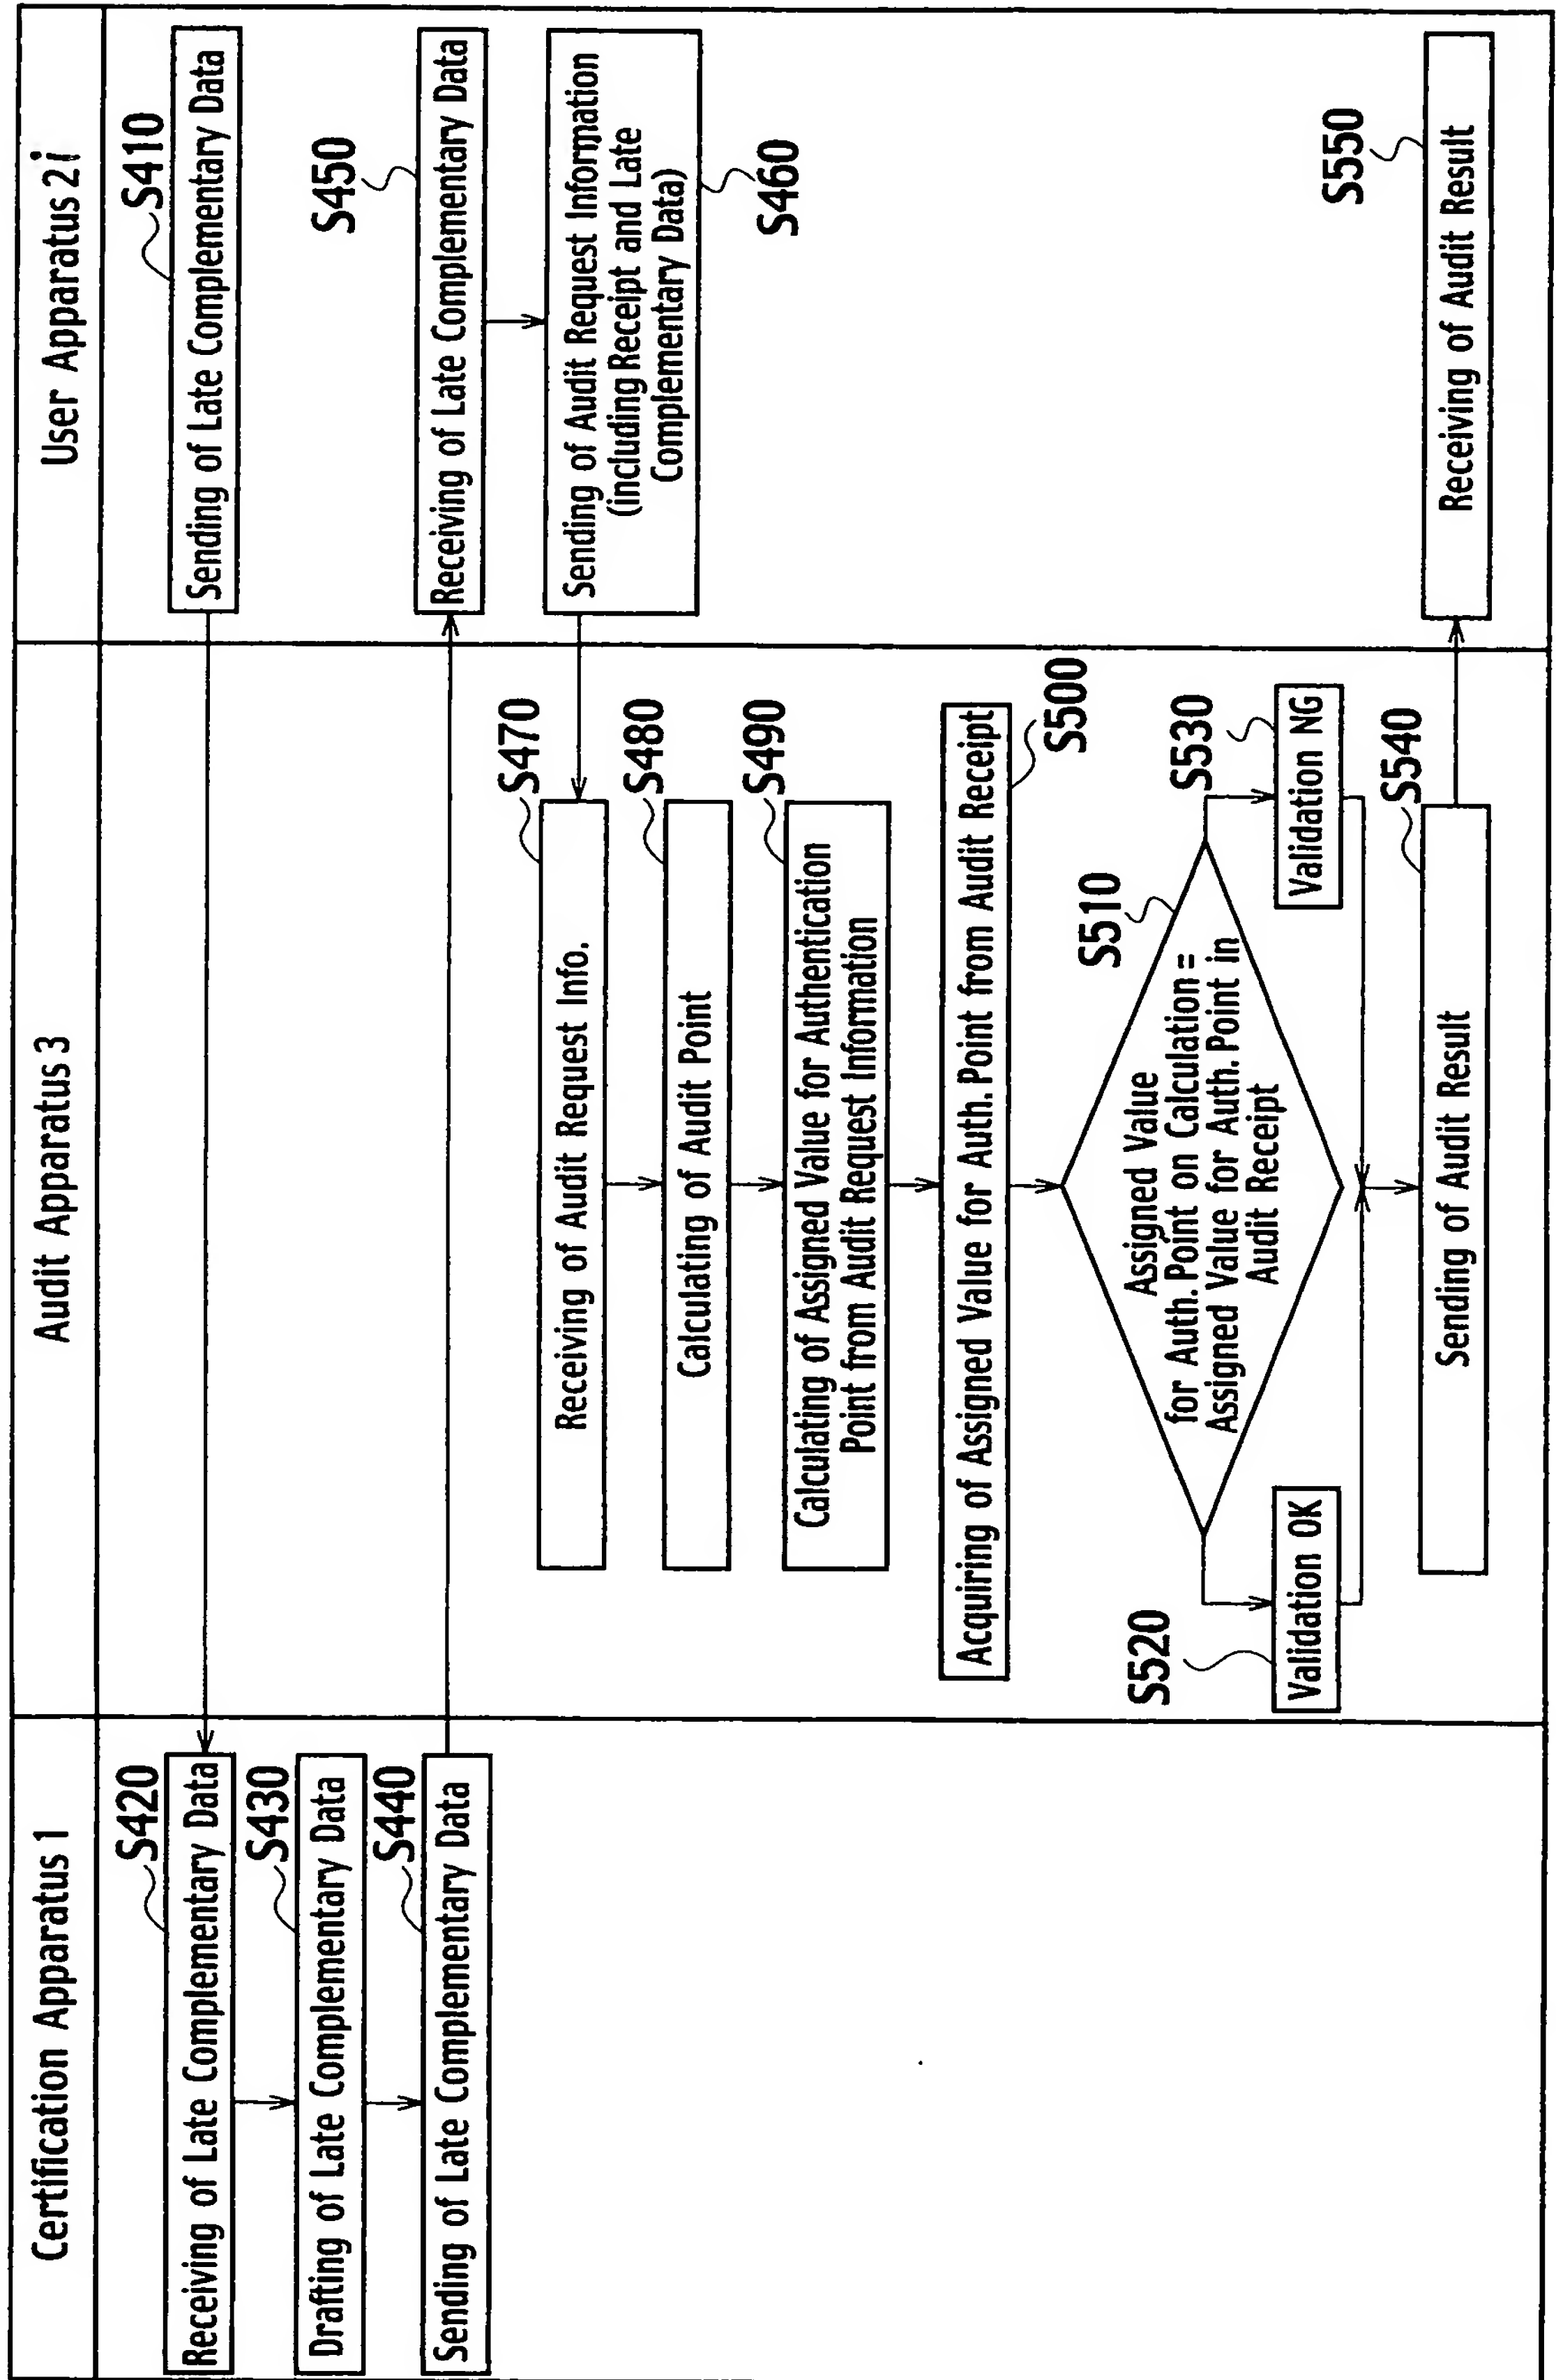 Certification Apparatus 1
Audit Apparatus 3
User Apparatus 2i
S410
Sending of Late Complementary Data
S420
Receiving of Late Complementary Data
S430
Drafting of Late Complementary Data
S440
Sending of Late Complementary Data
S450
Receiving of Late Complementary Data
Sending of Audit Request Information
(including Receipt and Late
Complementary Data)
S460
S470
Receiving of Audit Request Info.
S480
Calculating of Audit Point
S490
Calculating of Assigned Value for Authentication
Point from Audit Request Information
Acquiring of Assigned Value for Auth. Point from Audit Receipt
S500
S510
Assigned Value
for Auth. Point on Calculation =
Assigned Value for Auth. Point in
Audit Receipt
S520
Validation OK
S530
Validation NG
S540
Sending of Audit Result
S550
Receiving of Audit Result